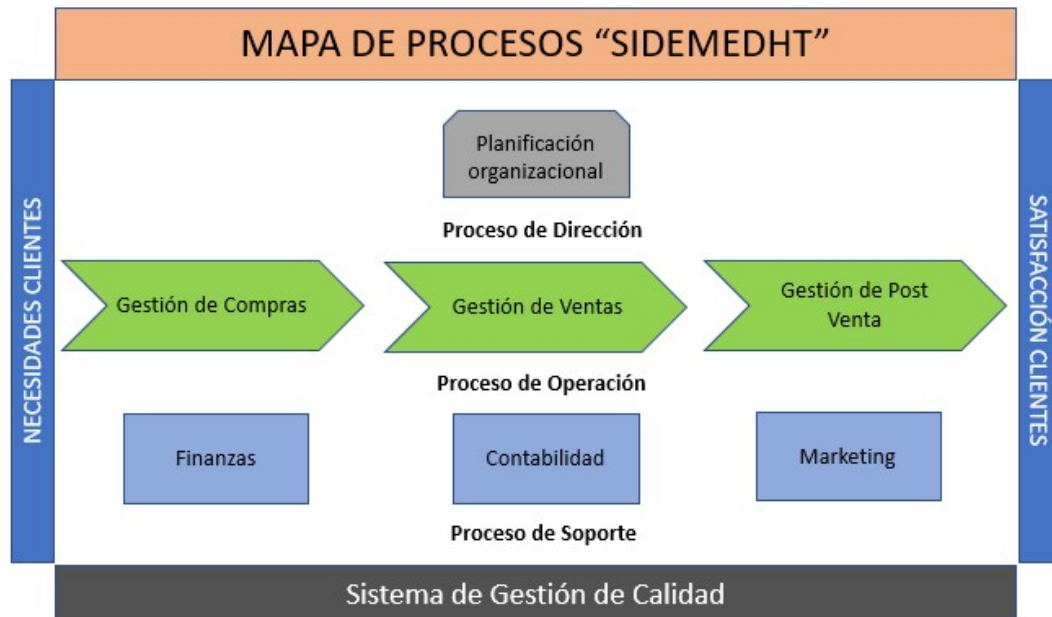 MAPA DE PROCESOS “SIDEMEDHT”
NECESIDADES CLIENTES
Planificación
organizacional
Proceso de Dirección
Gestión de Compras
Gestión de Ventas
Gestión de Post
Venta
Proceso de Operación
Finanzas
Contabilidad
Marketing
Proceso de Soporte
SATISFACCIÓN CLIENTES
Sistema de Gestión de Calidad